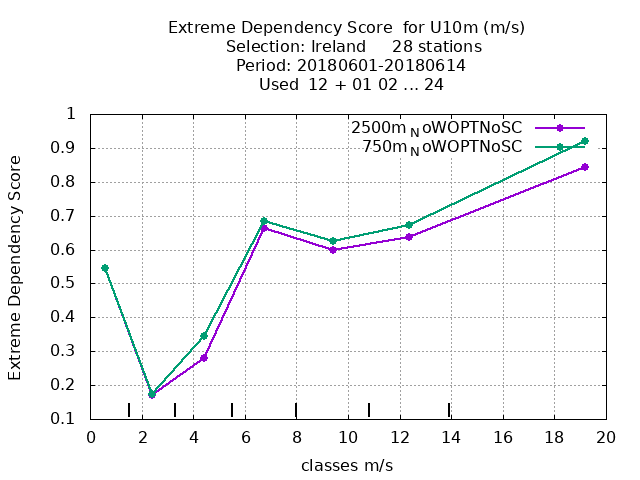 Extreme Dependency Score  for U10m (m/s)
Selection: Ireland     28 stations
Period: 20180601-20180614
Used  12 + 01 02 ... 24
2500m_NoWOPTNoSC
750m_NoWOPTNoSC
Extreme Dependency Score
1
0.9
0.8
0.7
0.6
0.5
0.4
0.3
0.2
0.1
0 2 4 6 8 10 12 14 16 18 20
classes m/s